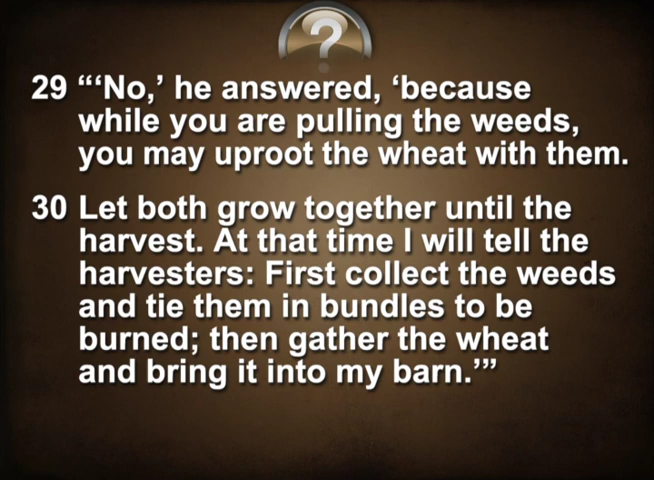 ?
29 “‘No,’ he answered, ‘because
while you are pulling the weeds,
you may uproot the wheat with them.
30 Let both grow together until the
harvest. At that time I will tell the
harvesters: First collect the weeds
and tie them in bundles to be
burned; then gather the wheat
and bring it into my barn.’”